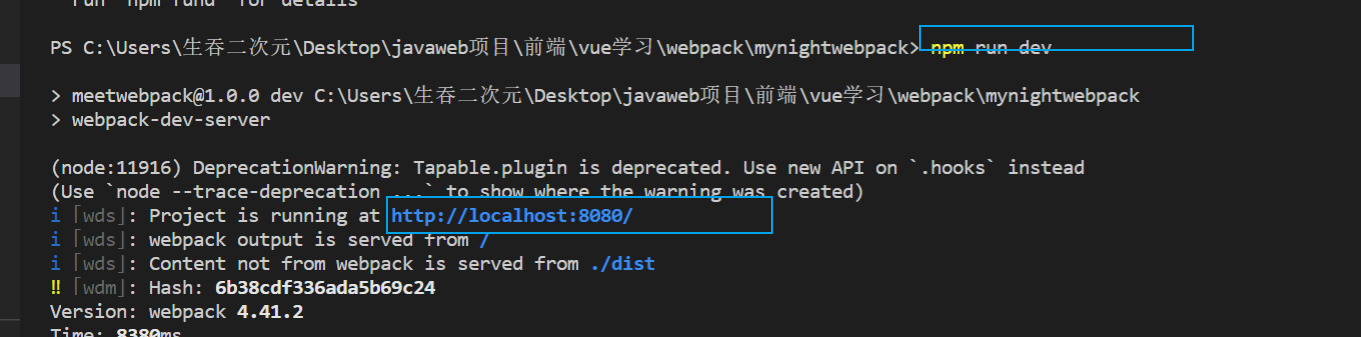 run `npm fund` for details
PS C:\Users\生吞二次元\Desktop\javaweb项目\前端\vue学习\webpack\mynightwebpack> npm run dev
> meetwebpack@1.0.0 dev C:\Users\生吞二次元\Desktop\javaweb项目\前端\vue学习\webpack\mynightwebpack
> webpack-dev-server
(node:11916) DeprecationWarning: Tapable.plugin is deprecated. Use new API on `.hooks` instead
(Use `node --trace-deprecation ...` to show where the warning was created)
i ｢wds｣: Project is running at http://localhost:8080/
i ｢wds｣: webpack output is served from /
i ｢wds｣: Content not from webpack is served from ./dist
‼ ｢wdm｣: Hash: 6b38cdf336ada5b69c24
Version: webpack 4.41.2
Time: 8380ms